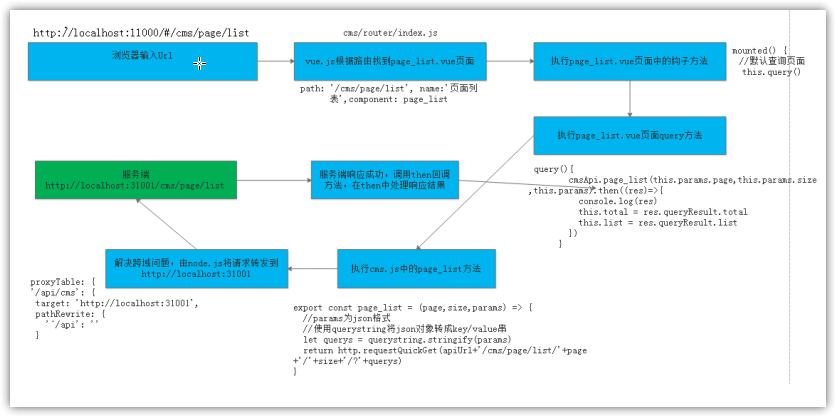 http://localhost:11000/#/cms/page/list
cms/router/index.js
浏览器输入Url
vue.js根据路由找到page_list.vue页面
执行page_list.vue页面中的钩子方法
mounted() {
//默认查询页面
this.query()
path: '/cms/page/list', name:'页面列
表',component: page_list
执行page_list.vue页面query方法
服务端
http://localhost:31001/cms/page/list
服务端响应成功，调用then回调
方法，在then中处理响应结果
query(){
cmsApi.page_list(this.params.page,this.params.size
,this.params).then((res)=>{
console.log(res)
this.total = res.queryResult.total
this.list = res.queryResult.list
})
}
解决跨域问题，由node.js将请求转发到
http://localhost:31001
执行cms.js中的page_list方法
proxyTable: {
'/api/cms': {
target: 'http://localhost:31001',
pathRewrite: {
'^/api': ''
}
export const page_list = (page,size,params) => {
//params为json格式
//使用querystring将json对象转成key/value串
let querys = querystring.stringify(params)
return http.requestQuickGet(apiUrl+'/cms/page/list/'+page
+'/'+size+'/?'+querys)
}